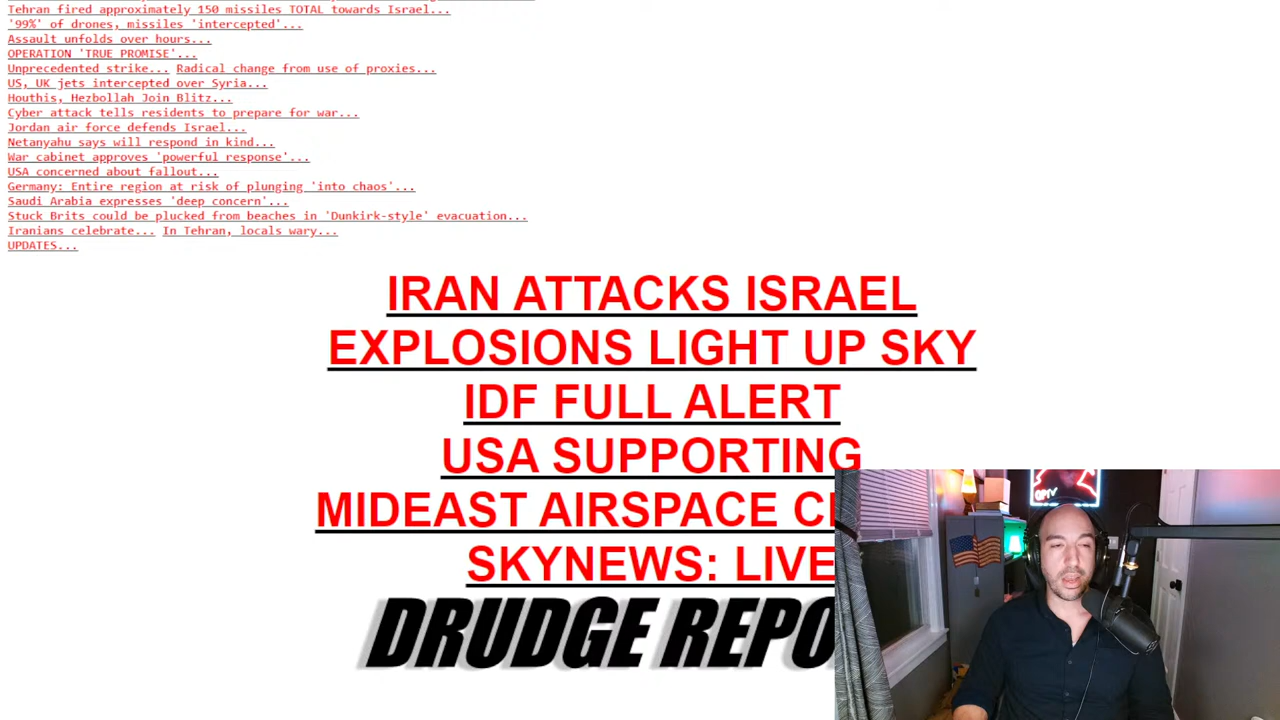 Tehran fired approximately 150 missiles TOTAL towards Israel...
'99%' of drones, missiles 'intercepted'...
Assault unfolds over hours...
OPERATION 'TRUE PROMISE'...
Unprecedented strike... Radical change from use of proxies...
US, UK jets intercepted over Syria...
Houthis, Hezbollah Join Blitz...
Cyber attack tells residents to prepare for war...
Jordan air force defends Israel...
Netanyahu says will respond in kind...
War cabinet approves 'powerful response'...
USA concerned about fallout...
Germany: Entire region at risk of plunging 'into chaos'...
Saudi Arabia expresses 'deep concern'...
Stuck Brits could be plucked from beaches in 'Dunkirk-style' evacuation...
Iranians celebrate... In Tehran, locals wary...
UPDATES...
IRAN ATTACKS ISRAEL
EXPLOSIONS LIGHT UP SKY
IDF FULL ALERT
USA SUPPORTING
MIDEAST AIRSPACE
SKYNEWS: LIVE
DRUDGE REPO